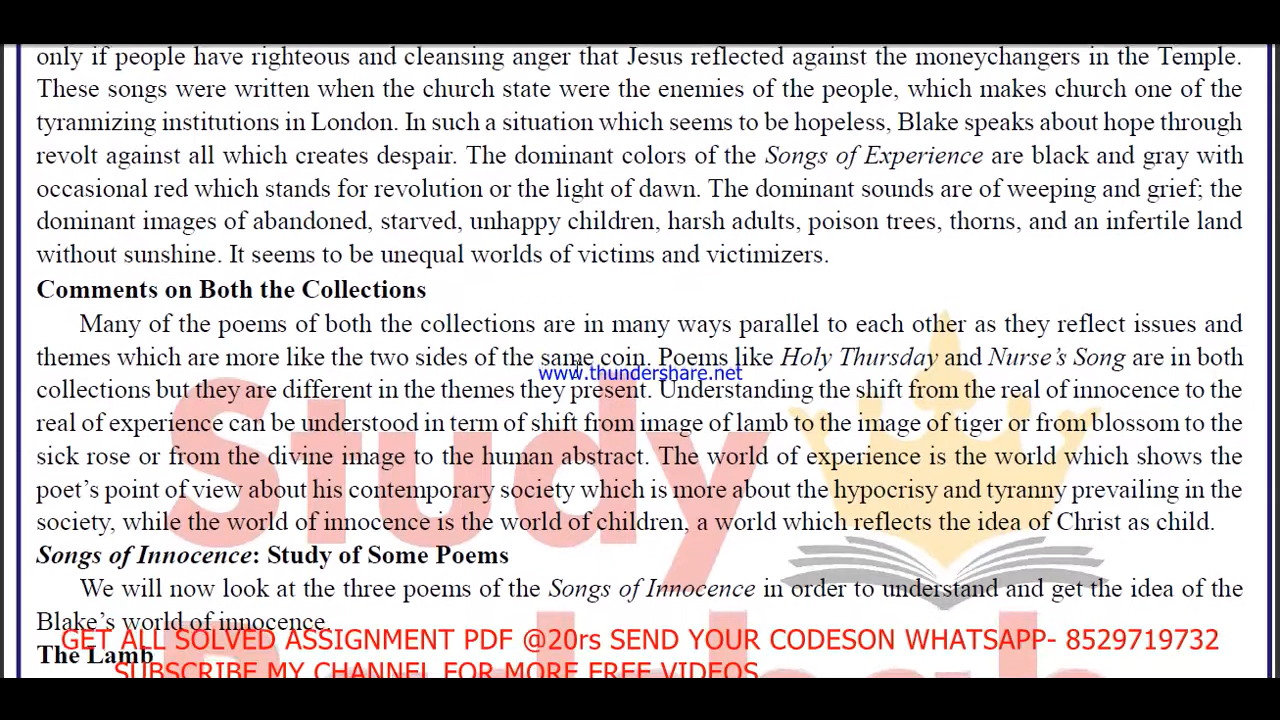 only if people have righteous and cleansing anger that Jesus reflected against the moneychangers in the Temple.
These songs were written when the church state were the enemies of the people, which makes church one of the
tyrannizing institutions in London. In such a situation which seems to be hopeless, Blake speaks about hope through
revolt against all which creates despair. The dominant colors of the Songs of Experience are black and gray with
occasional red which stands for revolution or the light of dawn. The dominant sounds are of weeping and grief; the
dominant images of abandoned, starved, unhappy children, harsh adults, poison trees, thorns, and an infertile land
without sunshine. It seems to be unequal worlds of victims and victimizers.
Comments on Both the Collections
Many of the poems of both the collections are in many ways parallel to each other as they reflect issues and
themes which are more like the two sides of the same coin. Poems like Holy Thursday and Nurse's Song are in both
www.thundershare.net
collections but they are different in the themes they present. Understanding the shift from the real of innocence to the
real of experience can be understood in term of shift from image of lamb to the image of tiger or from blossom to the
sick rose or from the divine image to the human abstract. The world of experience is the world which shows the
poet's point of view about his contemporary society which is more about the hypocrisy and tyranny prevailing in the
society, while the world of innocence is the world of children, a world which reflects the idea of Christ as child.
Songs of Innocence: Study of Some Poems
We will now look at the three poems of the Songs of Innocence in order to understand and get the idea of the
Blake's world of innocence.
GET ALL SOLVED ASSIGNMENT PDF @20rs SEND YOUR CODESON WHATSAPP- 8529719732
The Lamb
SUBSCRIBE MY CHANNEL FOR MORE FREE VIDEOS
Study